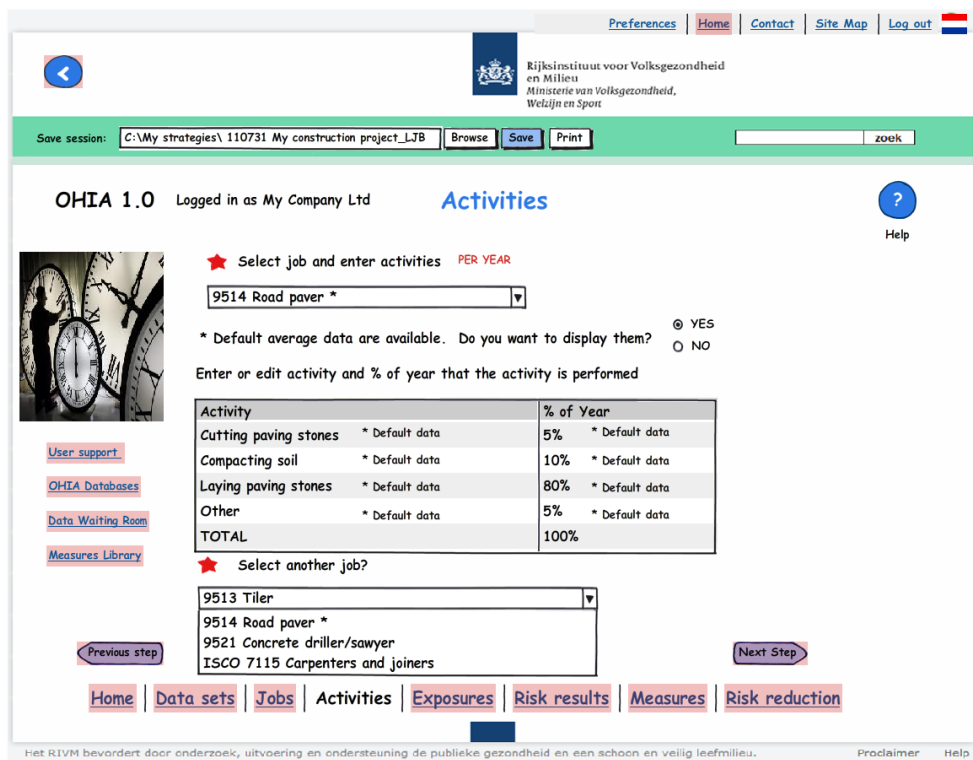 Preferences | Home | Contact | Site Map | Log out
<
Rijksinstituut voor Volksgezondheid
en Milieu
Ministerie van Volksgezondheid,
Welzijn en Sport
Save session: C:\My strategies\ 110731 My construction project_LJB Browse Save Print zoek
OHIA 1.0 Logged in as My Company Ltd Activities ?
Help
Select job and enter activities PER YEAR
9514 Road paver *
* Default average data are available. Do you want to display them? YES
NO
Enter or edit activity and % of year that the activity is performed
Activity % of Year
Cutting paving stones * Default data 5% * Default data
Compacting soil * Default data 10% * Default data
Laying paving stones * Default data 80% * Default data
Other * Default data 5% * Default data
TOTAL 100%
User support
OHIA Databases
Data Waiting Room
Measures Library
Select another job?
9513 Tiler
9514 Road paver *
9521 Concrete driller/sawyer
ISCO 7115 Carpenters and joiners
Previous step Next Step
Home | Data sets | Jobs | Activities | Exposures | Risk results | Measures | Risk reduction
Het RIVM bevordert door onderzoek, uitvoering en ondersteuning de publieke gezondheid en een schoon en veilig leefmilieu. Proclaimer Help